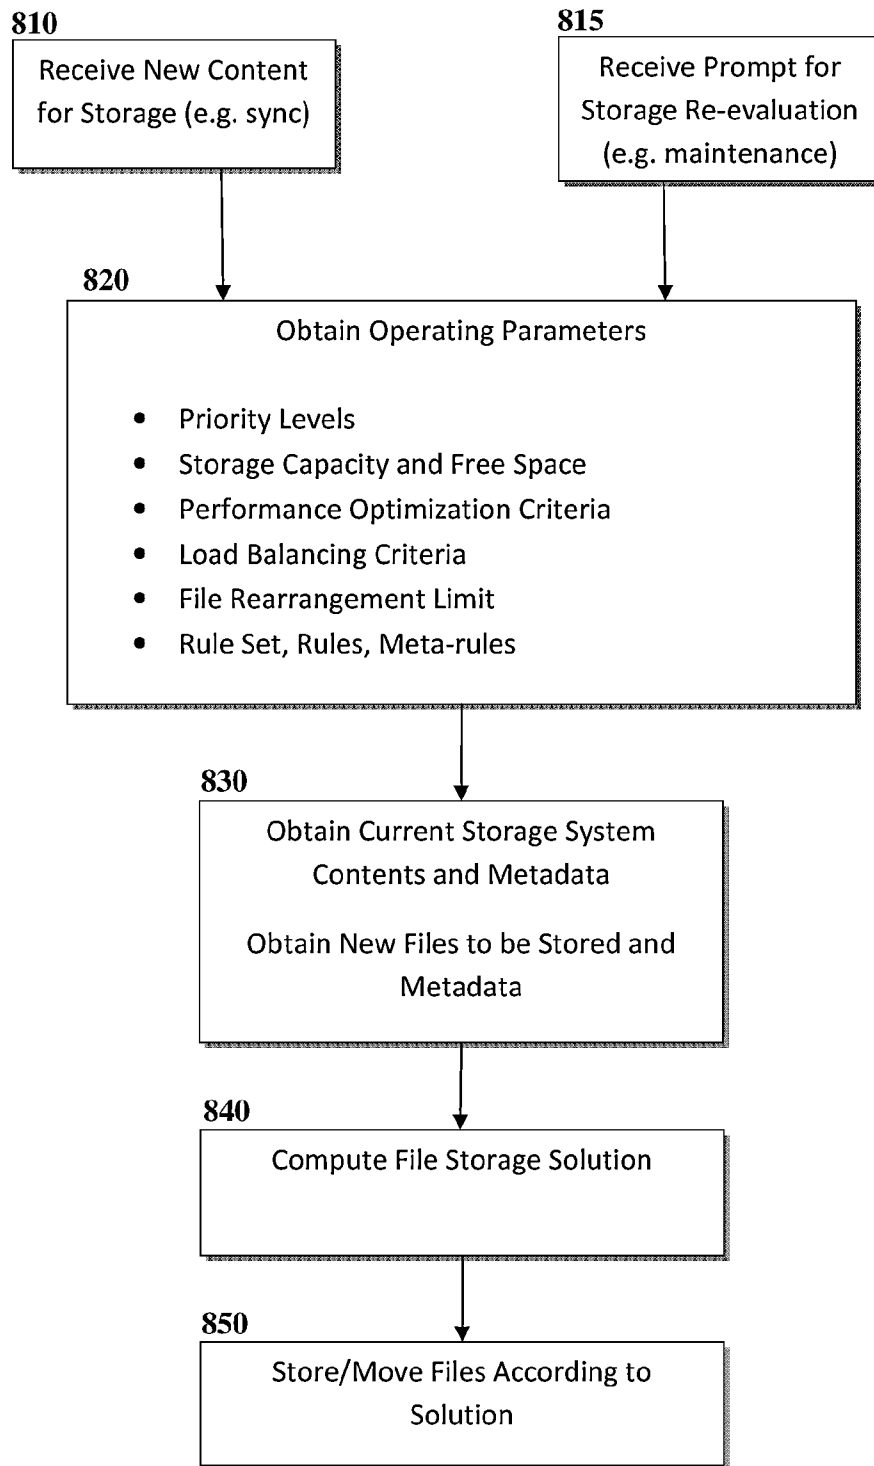 810
Receive New Content
for Storage (e.g. sync)
815
Receive Prompt for
Storage Re-evaluation
(e.g. maintenance)
820
Obtain Operating Parameters
• Priority Levels
• Storage Capacity and Free Space
• Performance Optimization Criteria
• Load Balancing Criteria
• File Rearrangement Limit
• Rule Set, Rules, Meta-rules
830
Obtain Current Storage System
Contents and Metadata
Obtain New Files to be Stored and
Metadata
840
Compute File Storage Solution
850
Store/Move Files According to
Solution